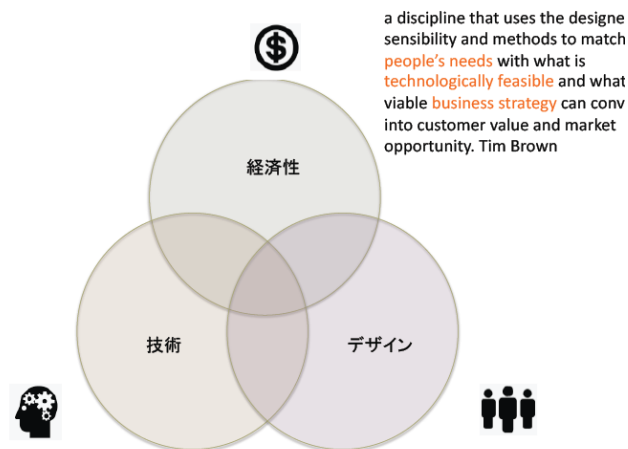 a discipline that uses the designe
sensibility and methods to match
people's needs with what is
technologically feasible and what
viable business strategy can conv
into customer value and market
opportunity. Tim Brown
経済性
技術
デザイン